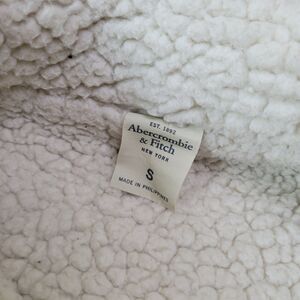 EST. 1892
Abercrombie
& Fitch
NEW YORK
S
MADE IN PHILIPPINES